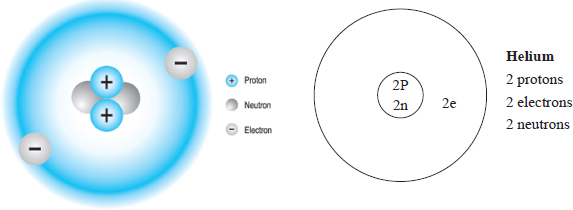 +
+
−
−
+ Proton
Neutron
− Electron
2P
2n
2e
Helium
2 protons
2 electrons
2 neutrons